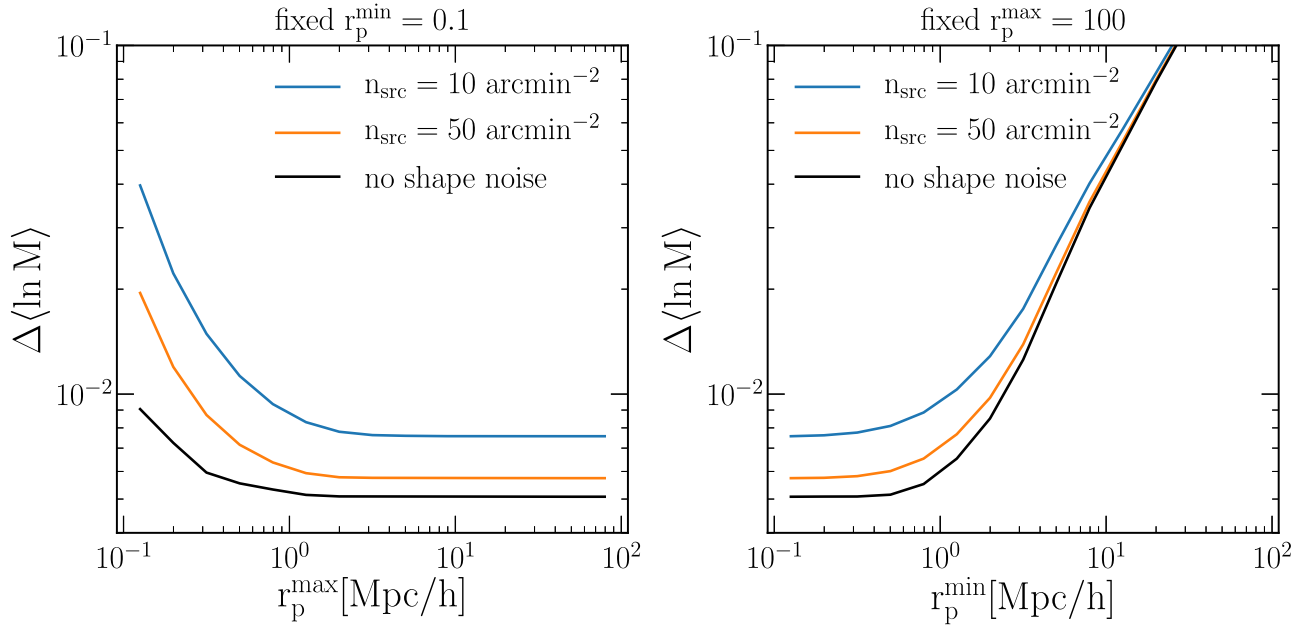 fixed r_p^min = 0.1
10^−1
n_src = 10 arcmin^−2
n_src = 50 arcmin^−2
no shape noise
Δ⟨ln M⟩
10^−2
10^−1
10^0
10^1
10^2
r_p^max[Mpc/h]
fixed r_p^max = 100
10^−1
n_src = 10 arcmin^−2
n_src = 50 arcmin^−2
no shape noise
Δ⟨ln M⟩
10^−2
10^−1
10^0
10^1
10^2
r_p^min[Mpc/h]